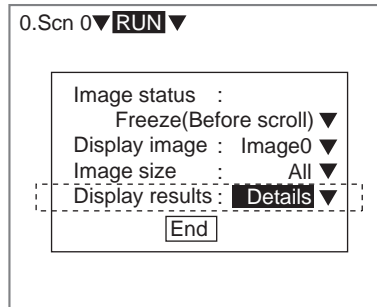 0.Scn 0▼ RUN ▼
Image status :
Freeze(Before scroll) ▼
Display image : Image0 ▼
Image size : All ▼
Display results : Details ▼
End